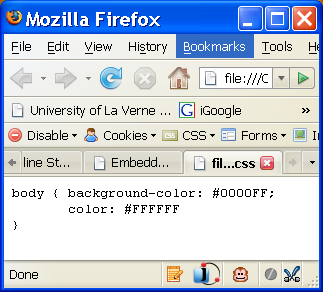 Mozilla Firefox
File Edit View History Bookmarks Tools He
file:///C
University of La Verne ... G iGoogle »
Disable Cookies CSS Forms Im
line St... Embedd... fil...css
body { background-color: #0000FF;
color: #FFFFFF
}
Done